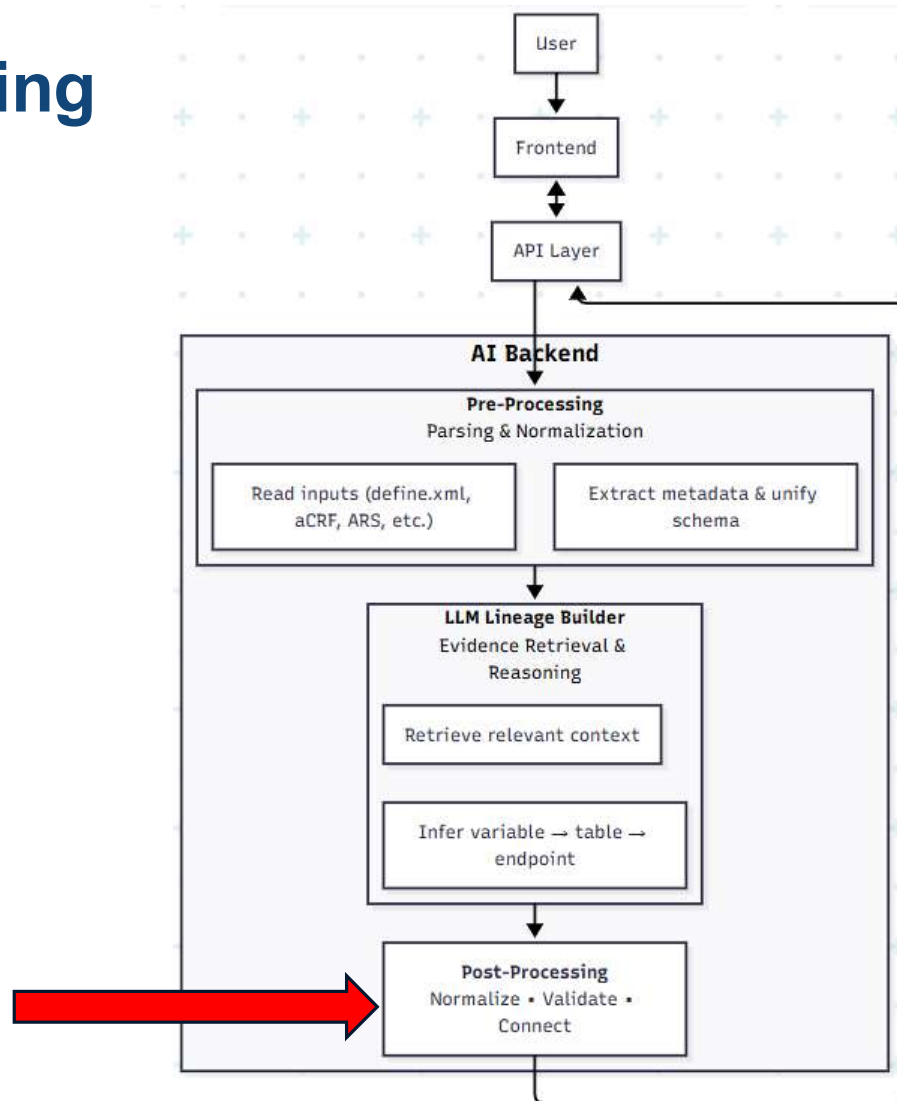 ing
User
Frontend
API Layer
AI Backend
Pre-Processing
Parsing & Normalization
Read inputs (define.xml,
aCRF, ARS, etc.)
Extract metadata & unify
schema
LLM Lineage Builder
Evidence Retrieval &
Reasoning
Retrieve relevant context
Infer variable → table →
endpoint
Post-Processing
Normalize • Validate •
Connect